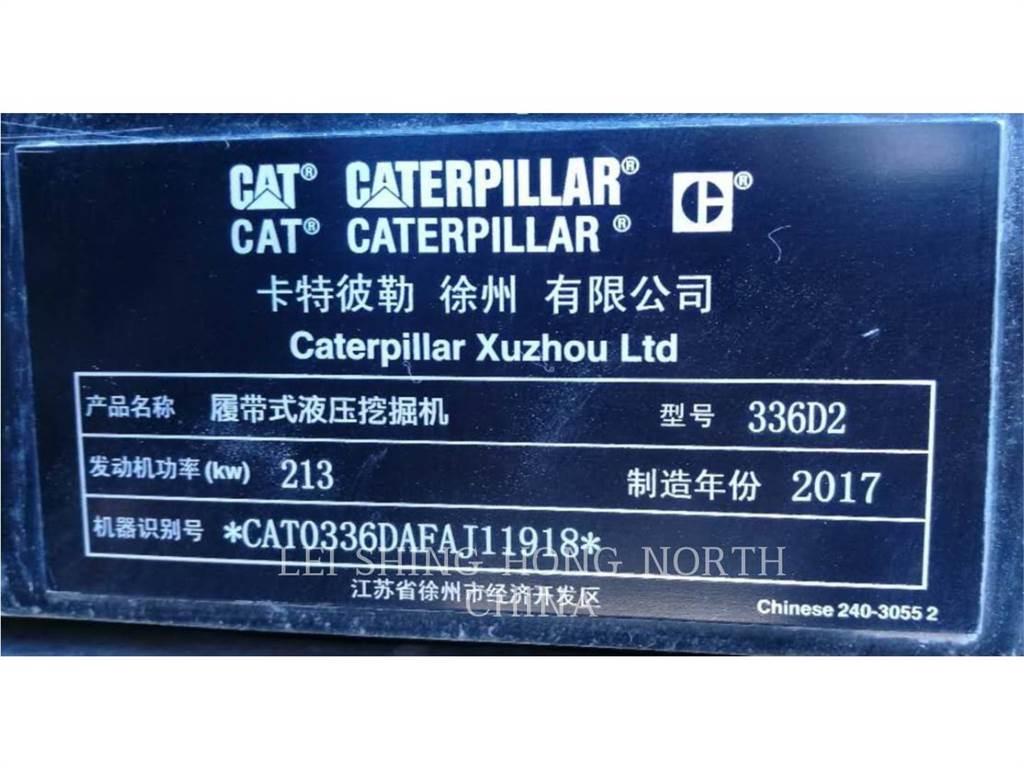 CAT® CATERPILLAR® C®
CAT® CATERPILLAR®
卡特彼勒 徐州 有限公司
Caterpillar Xuzhou Ltd
产品名称 履带式液压挖掘机 型号 336D2
发动机功率(kw) 213 制造年份 2017
机器识别号 *CAT0336DAFAJ11918*
LEI SHING HONG NORTH
CHINA
江苏省徐州市经济开发区
Chinese 240-3055 2